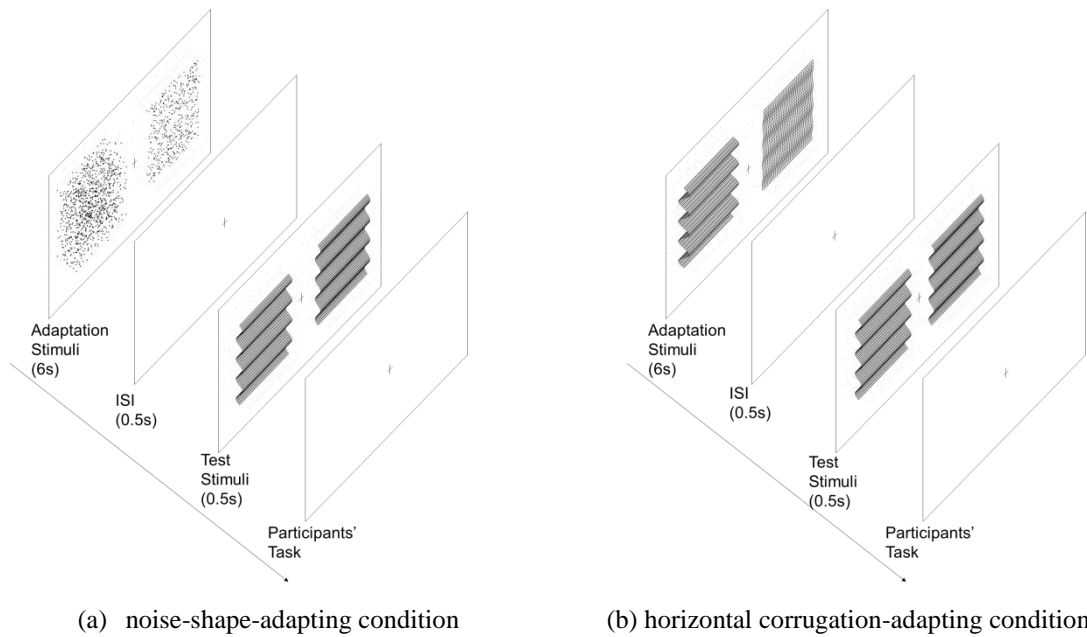 Adaptation
Stimuli
(6s)
ISI
(0.5s)
Test
Stimuli
(0.5s)
Participants'
Task
Adaptation
Stimuli
(6s)
ISI
(0.5s)
Test
Stimuli
(0.5s)
Participants'
Task
(a) noise-shape-adapting condition
(b) horizontal corrugation-adapting condition